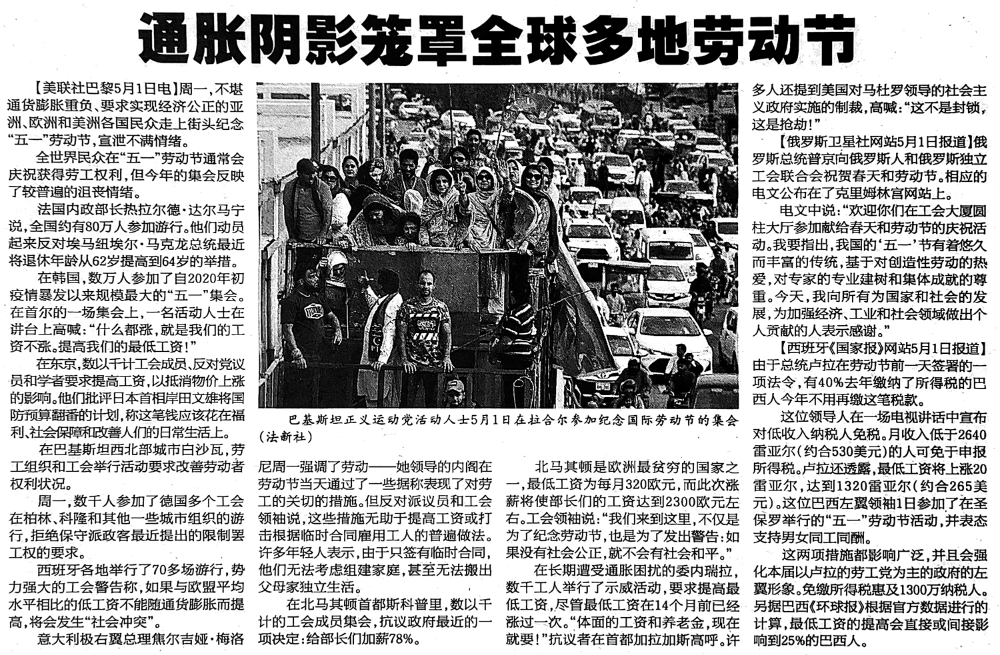 通胀阴影笼罩全球多地劳动节
【美联社巴黎5月1日电】周一，不堪
通货膨胀重负、要求实现经济公正的亚
洲、欧洲和美洲各国民众走上街头纪念
“五一”劳动节，宣泄不满情绪。
全世界民众在“五一”劳动节通常会
庆祝获得劳工权利，但今年的集会反映
了较普遍的沮丧情绪。
法国内政部长热拉尔德·达尔马宁
说，全国约有80万人参加游行。他们动员
起来反对埃马纽埃尔·马克龙总统最近
将退休年龄从62岁提高到64岁的举措。
在韩国，数万人参加了自2020年初
疫情暴发以来规模最大的“五一”集会。
在首尔的一场集会上，一名活动人士在
讲台上高喊：“什么都涨，就是我们的工
资不涨。提高我们的最低工资！”
在东京，数以千计工会成员、反对党议
员和学者要求提高工资，以抵消物价上涨
的影响。他们批评日本首相岸田文雄将国
防预算翻番的计划，称这笔钱应该花在福
利、社会保障和改善人们的日常生活上。
在巴基斯坦西北部城市白沙瓦，劳
工组织和工会举行活动要求改善劳动者
权利状况。
周一，数千人参加了德国多个工会
在柏林、科隆和其他一些城市组织的游
行，拒绝保守派政客最近提出的限制罢
工权的要求。
西班牙各地举行了70多场游行，势
力强大的工会警告称，如果与欧盟平均
水平相比的低工资不能随通货膨胀而提
高，将会发生“社会冲突”。
意大利极右翼总理焦尔吉娅·梅洛
巴基斯坦正义运动党活动人士5月1日在拉合尔参加纪念国际劳动节的集会
（法新社）
尼周一强调了劳动——她领导的内阁在
劳动节当天通过了一些据称表现了对劳
工的关切的措施。但反对派议员和工会
领袖说，这些措施无助于提高工资或打
击根据临时合同雇用工人的普遍做法。
许多年轻人表示，由于只签有临时合同，
他们无法考虑组建家庭，甚至无法搬出
父母家独立生活。
在北马其顿首都斯科普里，数以千
计的工会成员集会，抗议政府最近的一
项决定：给部长们加薪78%。
北马其顿是欧洲最贫穷的国家之
一，最低工资为每月320欧元，而此次涨
薪将使部长们的工资达到2300欧元左
右。工会领袖说：“我们来到这里，不仅是
为了纪念劳动节，也是为了发出警告：如
果没有社会公正，就不会有社会和平。”
在长期遭受通胀困扰的委内瑞拉，
数千工人举行了示威活动，要求提高最
低工资，尽管最低工资在14个月前已经
涨过一次。“体面的工资和养老金，现在
就要！”抗议者在首都加拉加斯高呼。许
多人还提到美国对马杜罗领导的社会主
义政府实施的制裁，高喊：“这不是封锁，
这是抢劫！”
【俄罗斯卫星社网站5月1日报道】俄
罗斯总统普京向俄罗斯人和俄罗斯独立
工会联合会祝贺春天和劳动节。相应的
电文公布在了克里姆林宫网站上。
电文中说：“欢迎你们在工会大厦圆
柱大厅参加献给春天和劳动节的庆祝活
动。我要指出，我国的‘五一’节有着悠久
而丰富的传统，基于对创造性劳动的热
爱，对专家的专业建树和集体成就的尊
重。今天，我向所有为国家和社会的发
展，为加强经济、工业和社会领域做出个
人贡献的人表示感谢。”
【西班牙《国家报》网站5月1日报道】
由于总统卢拉在劳动节前一天签署的一
项法令，有40%去年缴纳了所得税的巴
西人今年不用再缴这笔税款。
这位领导人在一场电视讲话中宣布
对低收入纳税人免税。月收入低于2640
雷亚尔（约合530美元）的人可免于申报
所得税。卢拉还透露，最低工资将上涨20
雷亚尔，达到1320雷亚尔（约合265美
元）。这位巴西左翼领袖1日参加了在圣
保罗举行的“五一”劳动节活动，并表态
支持男女同工同酬。
这两项措施都影响广泛，并且会强
化本届以卢拉的劳工党为主的政府的左
翼形象。免缴所得税惠及1300万纳税人。
另据巴西《环球报》根据官方数据进行的
计算，最低工资的提高会直接或间接影
响到25%的巴西人。